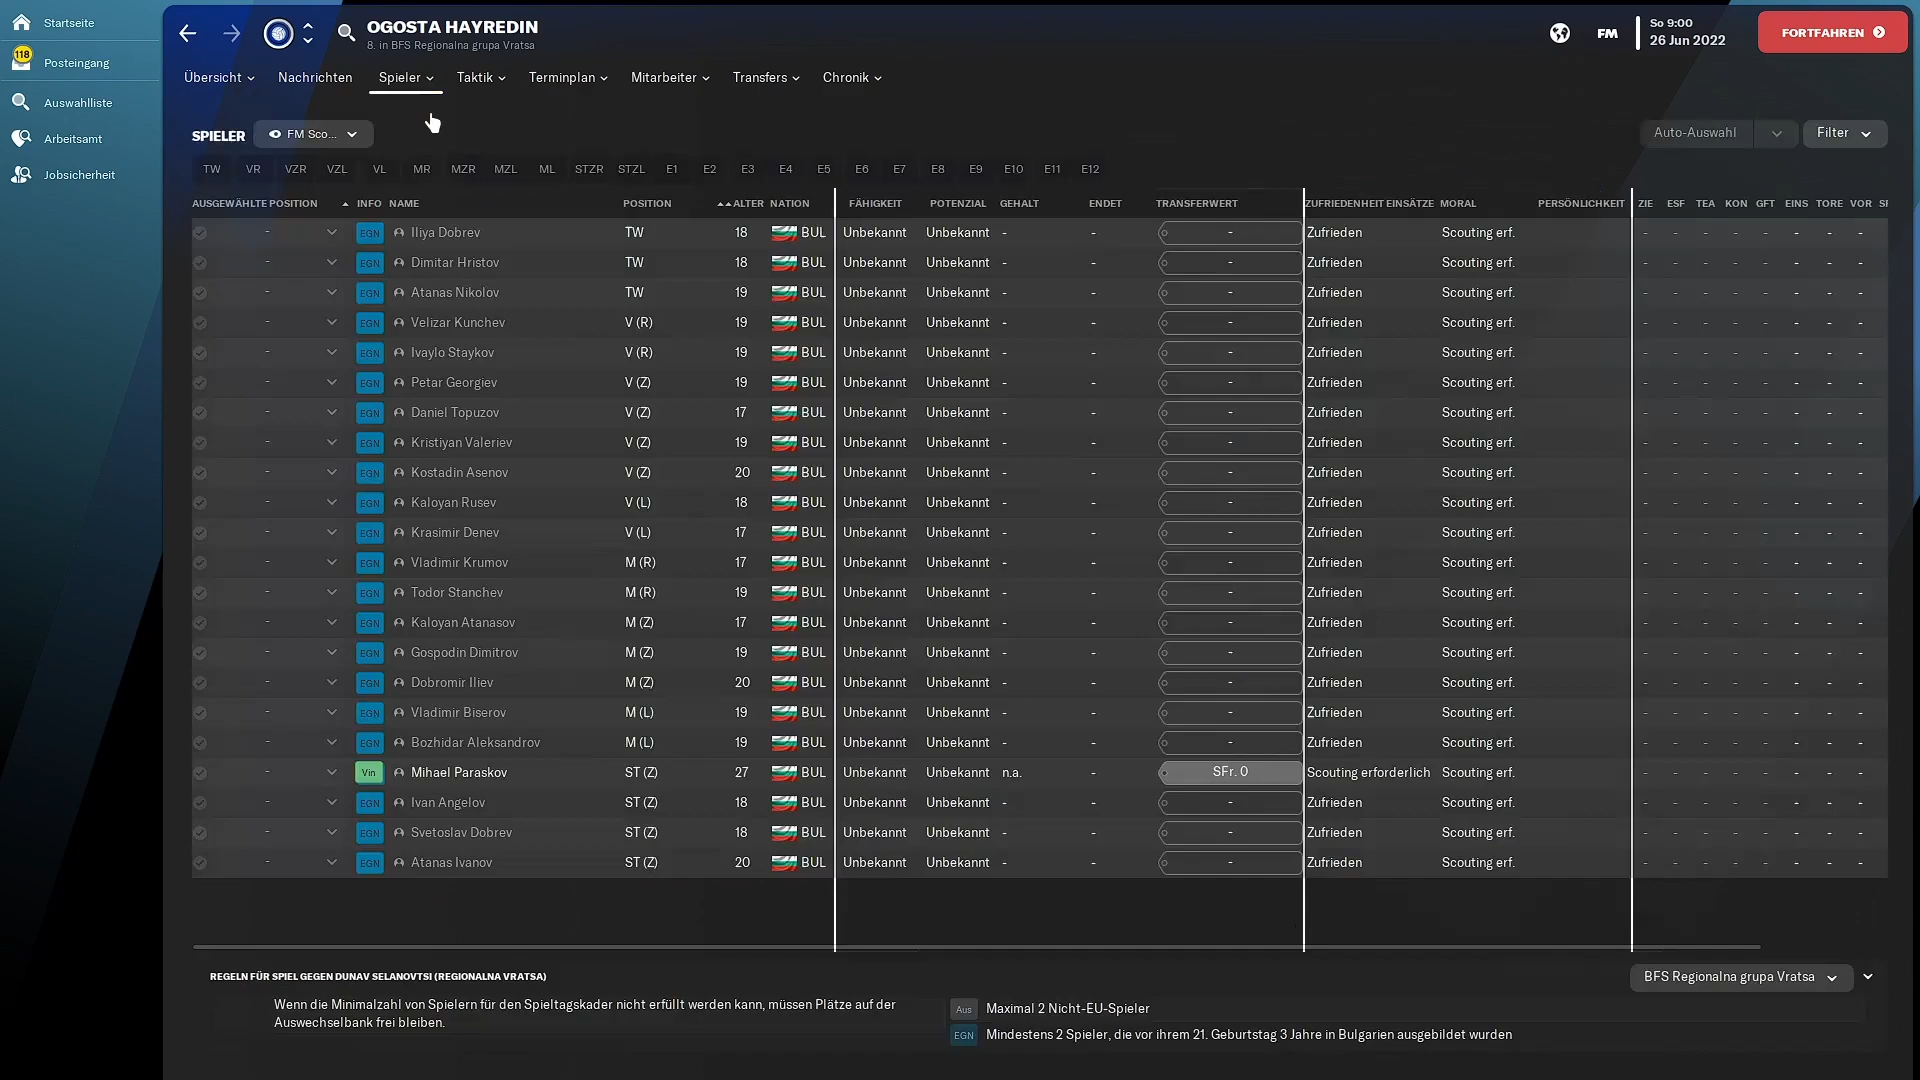 Startseite
118
Posteingang
Auswahlliste
Arbeitsamt
Jobsicherheit
OGOSTA HAYREDIN
8. in BFS Regionalna grupa Vratsa
FM
So 9:00
26 Jun 2022
FORTFAHREN
Übersicht Nachrichten Spieler Taktik Terminplan Mitarbeiter Transfers Chronik
SPIELER FM Sco... Auto-Auswahl Filter
TW VR VZR VZL VL MR MZR MZL ML STZR STZL E1 E2 E3 E4 E5 E6 E7 E8 E9 E10 E11 E12
AUSGEWÄHLTE POSITION INFO NAME POSITION ALTER NATION FÄHIGKEIT POTENZIAL GEHALT ENDET TRANSFERWERT ZUFRIEDENHEIT EINSÄTZE MORAL PERSÖNLICHKEIT ZIE ESF TEA KON GFT EINS TORE VOR
- EGN Iliya Dobrev TW 18 BUL Unbekannt Unbekannt - - - Zufrieden Scouting erf. - - - - - - - -
- EGN Dimitar Hristov TW 18 BUL Unbekannt Unbekannt - - - Zufrieden Scouting erf. - - - - - - - -
- EGN Atanas Nikolov TW 19 BUL Unbekannt Unbekannt - - - Zufrieden Scouting erf. - - - - - - - -
- EGN Velizar Kunchev V (R) 19 BUL Unbekannt Unbekannt - - - Zufrieden Scouting erf. - - - - - - - -
- EGN Ivaylo Staykov V (R) 19 BUL Unbekannt Unbekannt - - - Zufrieden Scouting erf. - - - - - - - -
- EGN Petar Georgiev V (Z) 19 BUL Unbekannt Unbekannt - - - Zufrieden Scouting erf. - - - - - - - -
- EGN Daniel Topuzov V (Z) 17 BUL Unbekannt Unbekannt - - - Zufrieden Scouting erf. - - - - - - - -
- EGN Kristiyan Valeriev V (Z) 19 BUL Unbekannt Unbekannt - - - Zufrieden Scouting erf. - - - - - - - -
- EGN Kostadin Asenov V (Z) 20 BUL Unbekannt Unbekannt - - - Zufrieden Scouting erf. - - - - - - - -
- EGN Kaloyan Rusev V (L) 18 BUL Unbekannt Unbekannt - - - Zufrieden Scouting erf. - - - - - - - -
- EGN Krasimir Denev V (L) 17 BUL Unbekannt Unbekannt - - - Zufrieden Scouting erf. - - - - - - - -
- EGN Vladimir Krumov M (R) 17 BUL Unbekannt Unbekannt - - - Zufrieden Scouting erf. - - - - - - - -
- EGN Todor Stanchev M (R) 19 BUL Unbekannt Unbekannt - - - Zufrieden Scouting erf. - - - - - - - -
- EGN Kaloyan Atanasov M (Z) 17 BUL Unbekannt Unbekannt - - - Zufrieden Scouting erf. - - - - - - - -
- EGN Gospodin Dimitrov M (Z) 19 BUL Unbekannt Unbekannt - - - Zufrieden Scouting erf. - - - - - - - -
- EGN Dobromir Iliev M (Z) 20 BUL Unbekannt Unbekannt - - - Zufrieden Scouting erf. - - - - - - - -
- EGN Vladimir Biserov M (L) 19 BUL Unbekannt Unbekannt - - - Zufrieden Scouting erf. - - - - - - - -
- EGN Bozhidar Aleksandrov M (L) 19 BUL Unbekannt Unbekannt - - - Zufrieden Scouting erf. - - - - - - - -
- Vin Mihael Paraskov ST (Z) 27 BUL Unbekannt Unbekannt n.a. - SFr. 0 Scouting erforderlich Scouting erf. - - - - - - - -
- EGN Ivan Angelov ST (Z) 18 BUL Unbekannt Unbekannt - - - Zufrieden Scouting erf. - - - - - - - -
- EGN Svetoslav Dobrev ST (Z) 18 BUL Unbekannt Unbekannt - - - Zufrieden Scouting erf. - - - - - - - -
- EGN Atanas Ivanov ST (Z) 20 BUL Unbekannt Unbekannt - - - Zufrieden Scouting erf. - - - - - - - -
REGELN FÜR SPIEL GEGEN DUNAV SELANOVTSI (REGIONALNA VRATSA) BFS Regionalna grupa Vratsa
Wenn die Minimalzahl von Spielern für den Spieltagskader nicht erfüllt werden kann, müssen Plätze auf der
Auswechselbank frei bleiben.
Aus Maximal 2 Nicht-EU-Spieler
EGN Mindestens 2 Spieler, die vor ihrem 21. Geburtstag 3 Jahre in Bulgarien ausgebildet wurden